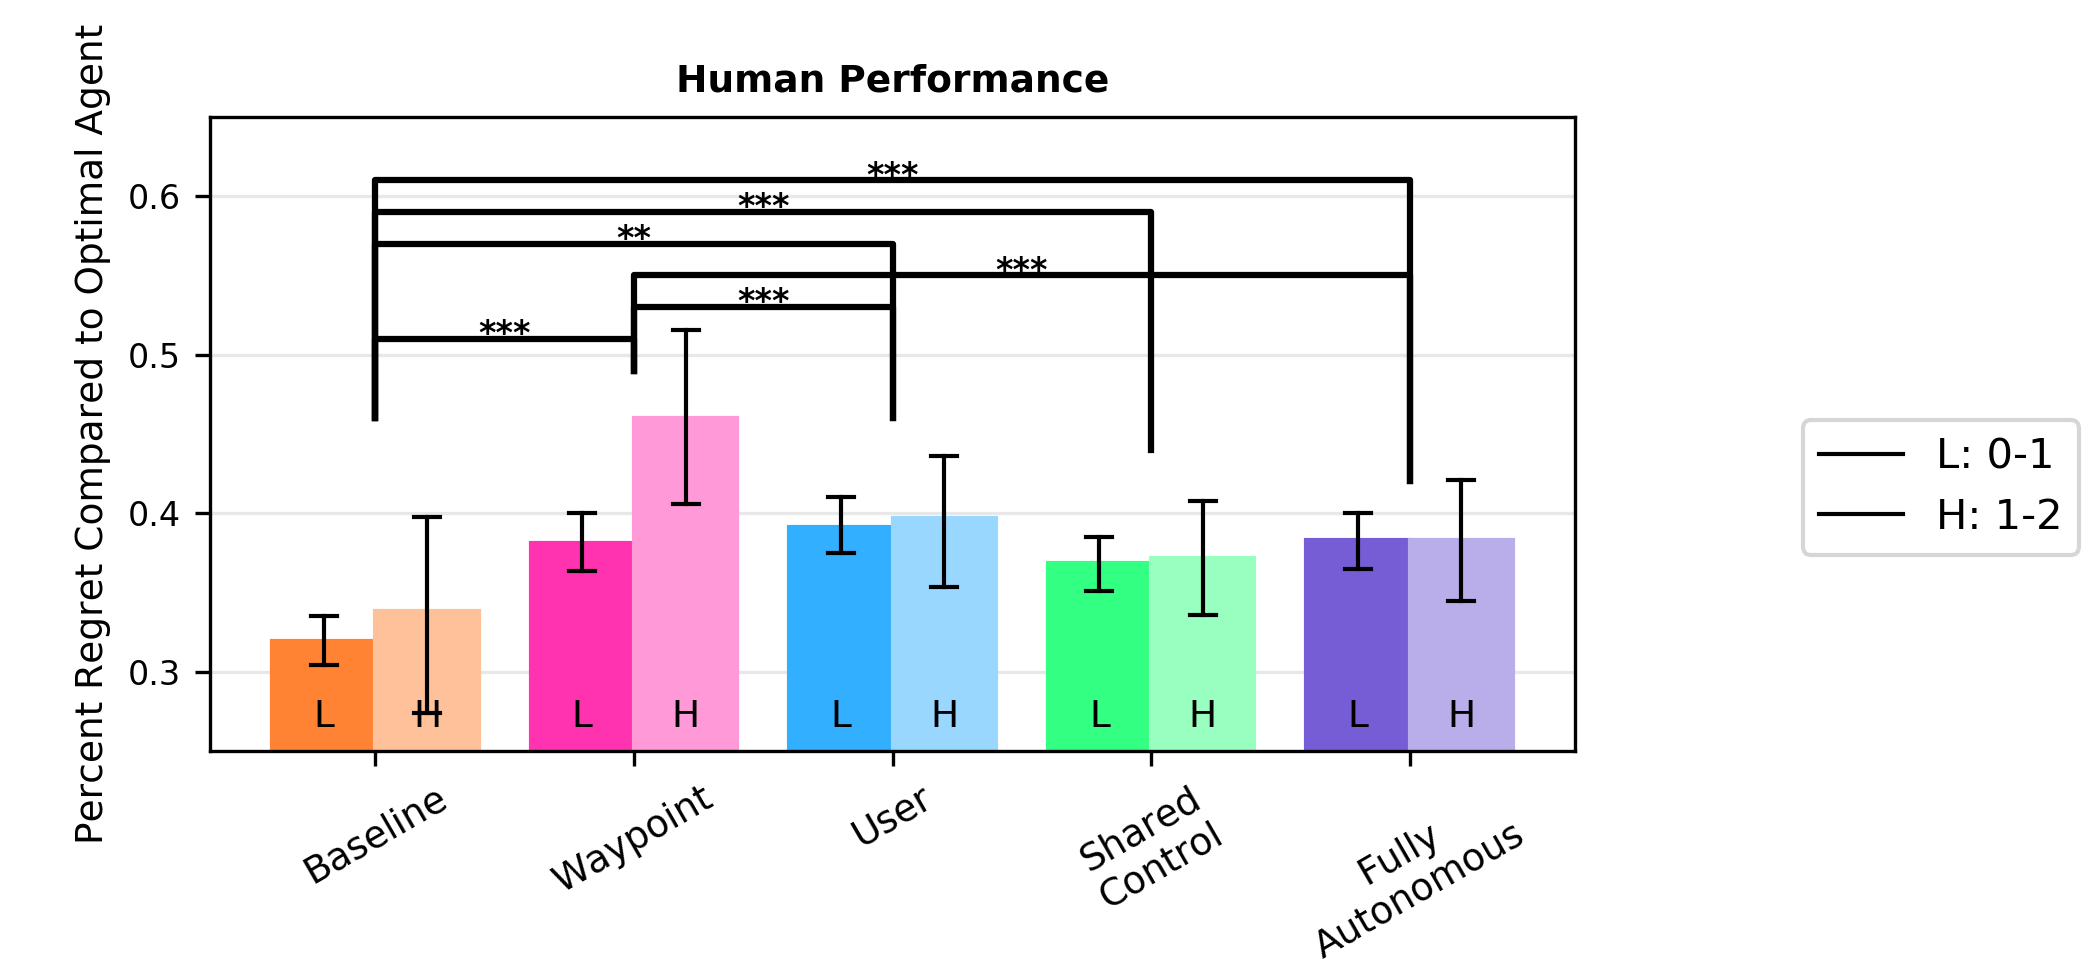 Human Performance
Percent Regret Compared to Optimal Agent
0.6
0.5
0.4
0.3
***
***
**
***
***
***
L H L H L H L H L H
Baseline
Waypoint
User
Shared
Control
Fully
Autonomous
L: 0-1
H: 1-2